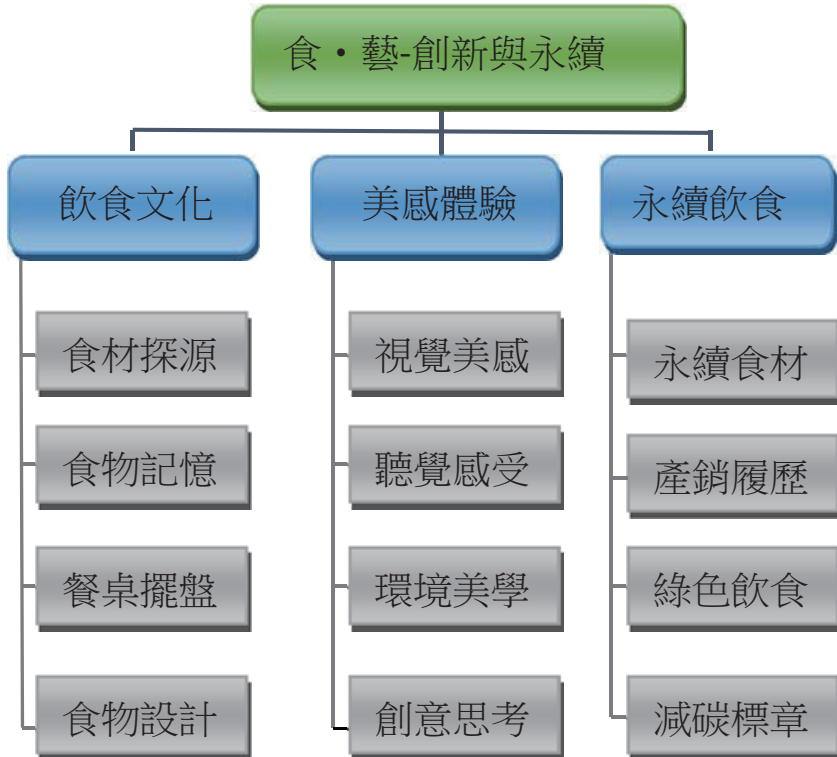 食・藝-創新與永續
飲食文化
食材探源
食物記憶
餐桌擺盤
食物設計
美感體驗
視覺美感
聽覺感受
環境美學
創意思考
永續飲食
永續食材
產銷履歷
綠色飲食
減碳標章